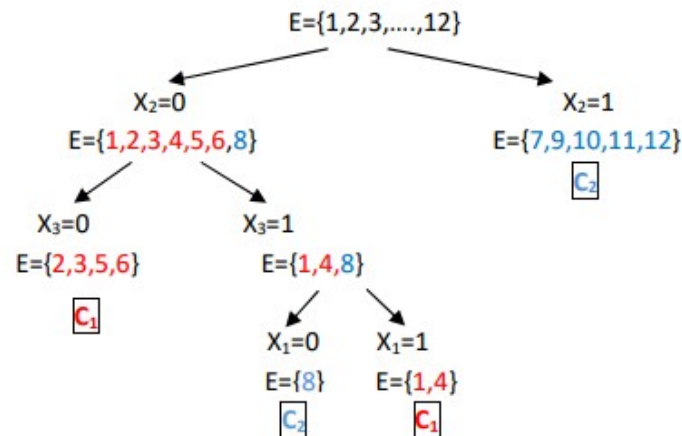 E={1,2,3,....,12}
X₂=0
X₂=1
E={1,2,3,4,5,6,8}
E={7,9,10,11,12}
C₂
X₃=0
X₃=1
E={2,3,5,6}
E={1,4,8}
C₁
X₁=0
X₁=1
E={8}
E={1,4}
C₂
C₁